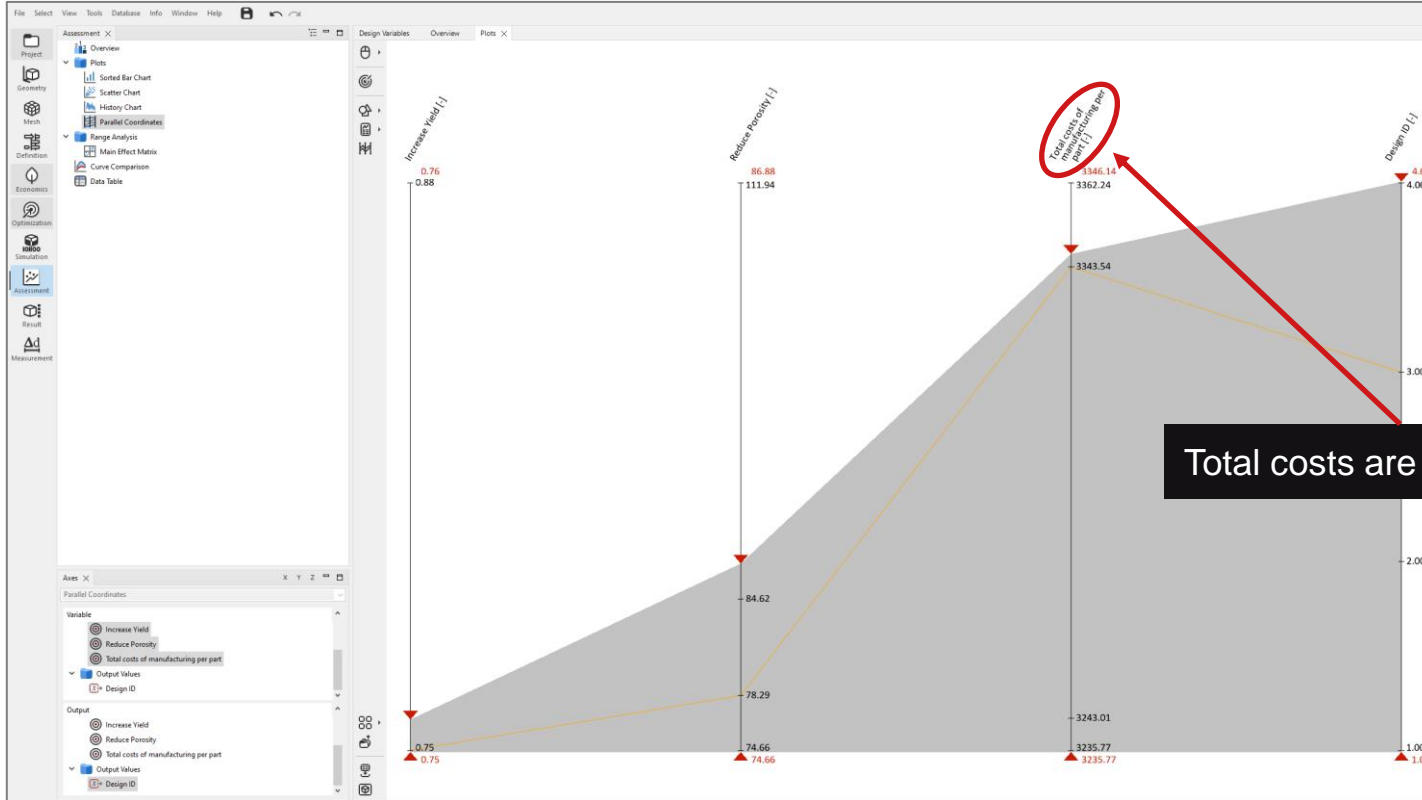 File Select View Tools Database Info Window Help
Project
Geometry
Mesh
Definition
Economics
Optimization
Simulation
Assessment
Result
Measurement
Assessment
Overview
Plots
Sorted Bar Chart
Scatter Chart
History Chart
Parallel Coordinates
Range Analysis
Main Effect Matrix
Curve Comparison
Data Table
Axes X Y Z
Parallel Coordinates
Variable
Increase Yield
Reduce Porosity
Total costs of manufacturing per part
Output Values
Design ID
Output
Increase Yield
Reduce Porosity
Total costs of manufacturing per part
Output Values
Design ID
Design Variables Overview Plots
Increase Yield [-]
0.76
0.88
0.75
0.75
Reduce Porosity [-]
86.88
111.94
84.62
78.29
74.66
74.66
Total costs of
manufacturing per
part [-]
3346.14
3362.24
3343.54
3243.01
3235.77
3235.77
Design ID [-]
3.00
2.00
Total costs are